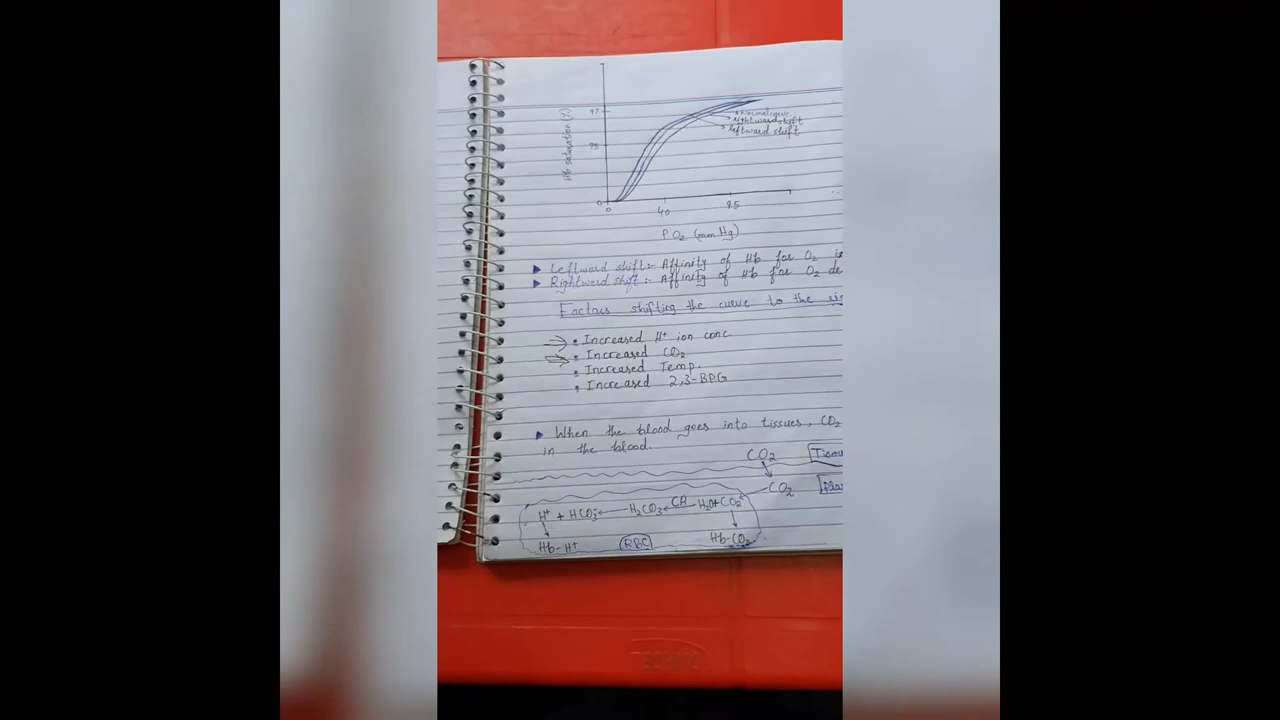 Hb saturation (%)
97
75
0
0
40
95
Normal curve
Rightward shift
Leftward shift
PO2 (mm Hg)
Leftward shift:- Affinity of Hb for O2 is
Rightward shift:- Affinity of Hb for O2 de
Factors shifting the curve to the
• Increased H+ ion conc.
• Increased CO2
• Increased Temp.
• Increased 2,3-BPG
When the blood goes into tissues, CO2
in the blood.
CO2
CO2
H+ + HCO3- H2CO3 CA H2O+CO2
Hb-H+ RBC Hb-CO2